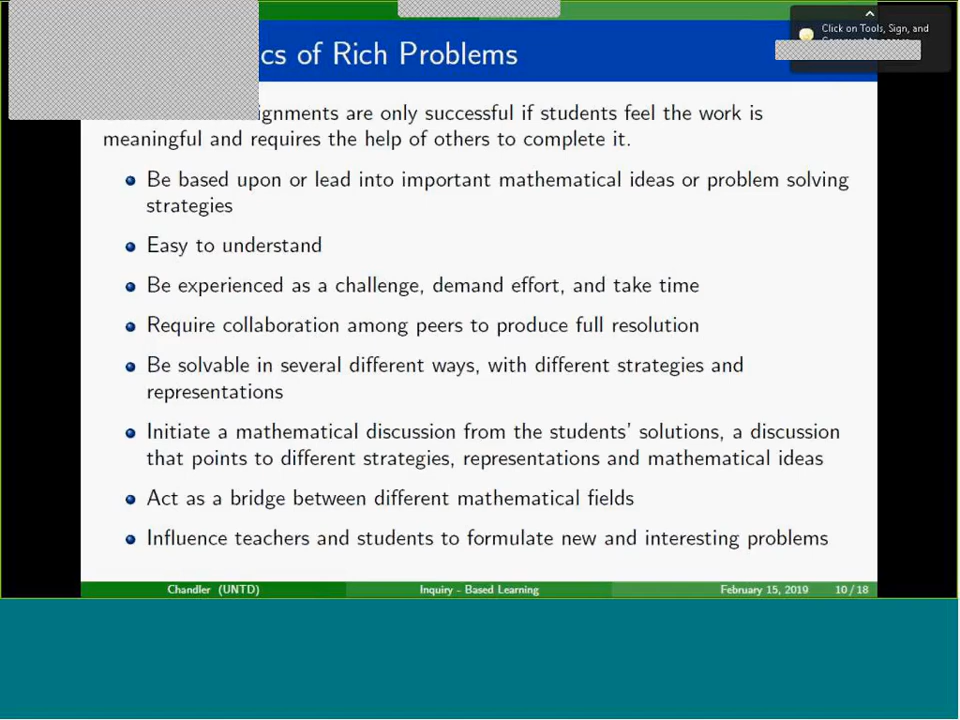 Click on Tools, Sign, and
cs of Rich Problems
ignments are only successful if students feel the work is
meaningful and requires the help of others to complete it.
Be based upon or lead into important mathematical ideas or problem solving
strategies
Easy to understand
Be experienced as a challenge, demand effort, and take time
Require collaboration among peers to produce full resolution
Be solvable in several different ways, with different strategies and
representations
Initiate a mathematical discussion from the students' solutions, a discussion
that points to different strategies, representations and mathematical ideas
Act as a bridge between different mathematical fields
Influence teachers and students to formulate new and interesting problems
Chandler (UNTD) Inquiry - Based Learning February 15, 2019 10 / 18